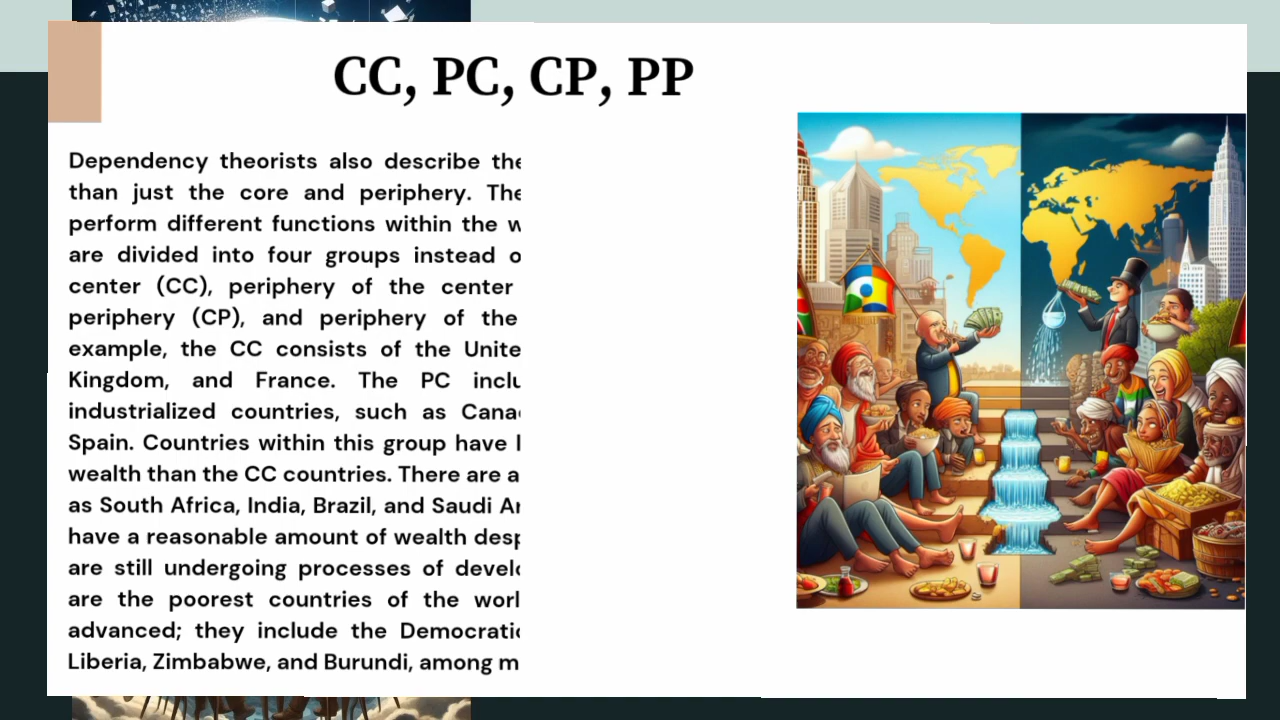 CC, PC, CP, PP
Dependency theorists also describe the
than just the core and periphery. The
perform different functions within the
are divided into four groups instead
center (CC), periphery of the center
periphery (CP), and periphery of the
example, the CC consists of the Unite
Kingdom, and France. The PC inclu
industrialized countries, such as Cana
Spain. Countries within this group have
wealth than the CC countries. There are a
as South Africa, India, Brazil, and Saudi A
have a reasonable amount of wealth desp
are still undergoing processes of develo
are the poorest countries of the worl
advanced; they include the Democratic
Liberia, Zimbabwe, and Burundi, among m